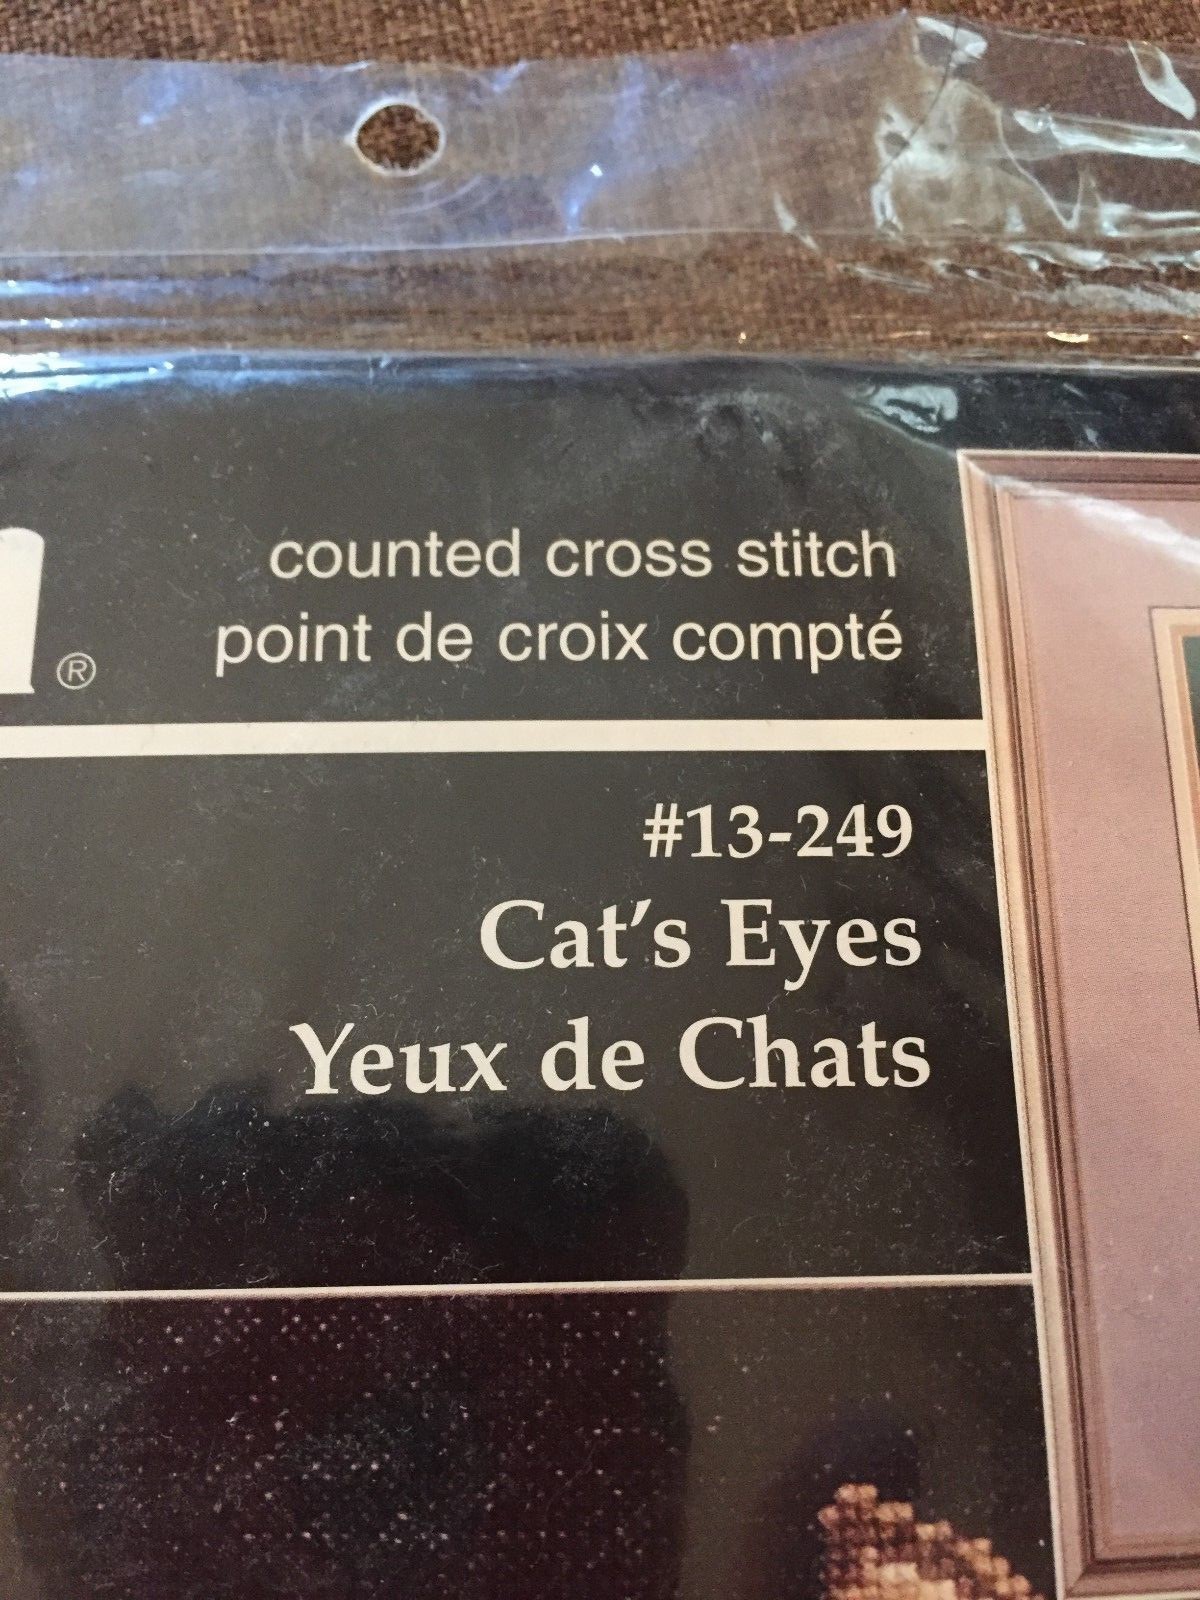 ®
counted cross stitch
point de croix compté
#13-249
Cat's Eyes
Yeux de Chats